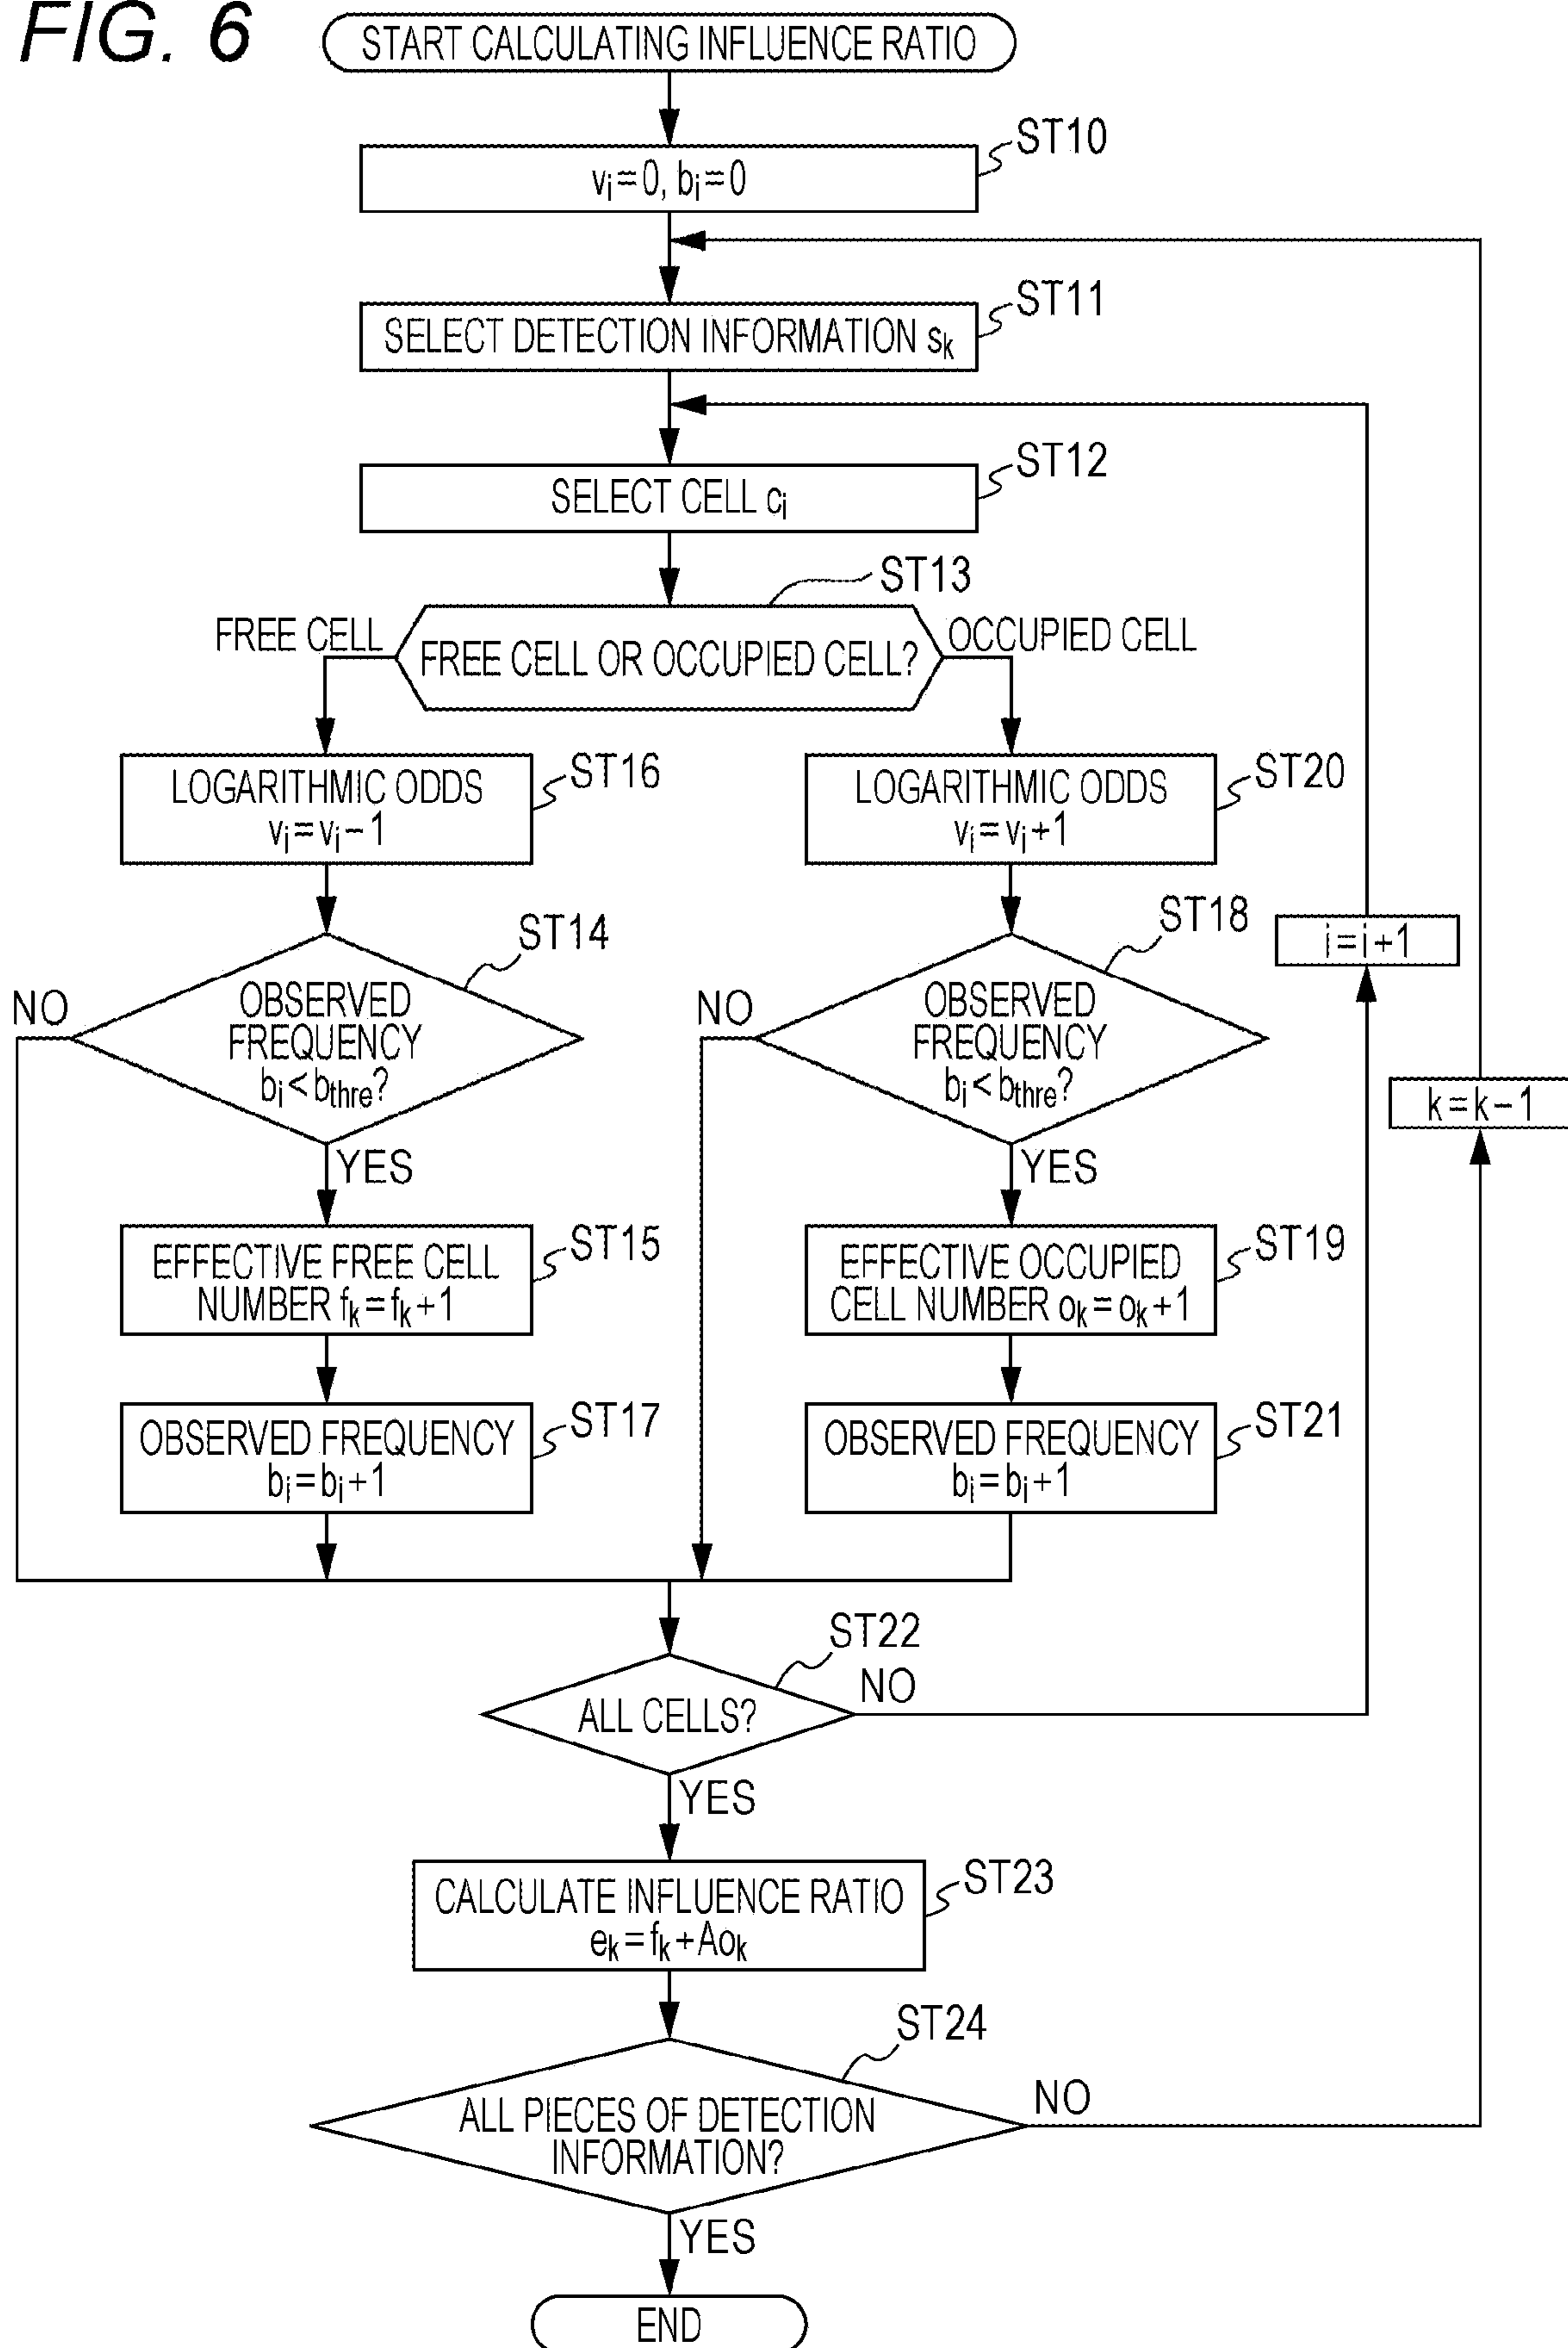 FIG. 6
START CALCULATING INFLUENCE RATIO
ST10
vi=0, bi=0
ST11
SELECT DETECTION INFORMATION sk
ST12
SELECT CELL ci
ST13
FREE CELL
FREE CELL OR OCCUPIED CELL?
OCCUPIED CELL
LOGARITHMIC ODDS
vi=vi-1
ST16
LOGARITHMIC ODDS
vi=vi+1
ST20
ST14
ST18
i=i+1
NO
OBSERVED
FREQUENCY
bi<bthre?
NO
OBSERVED
FREQUENCY
bi<bthre?
k=k-1
YES
YES
EFFECTIVE FREE CELL
NUMBER fk=fk+1
ST15
EFFECTIVE OCCUPIED
CELL NUMBER ok=ok+1
ST19
OBSERVED FREQUENCY
bi=bi+1
ST17
OBSERVED FREQUENCY
bi=bi+1
ST21
ST22
ALL CELLS?
NO
YES
CALCULATE INFLUENCE RATIO
ek=fk+Aok
ST23
ST24
ALL PIECES OF DETECTION
INFORMATION?
NO
YES
END